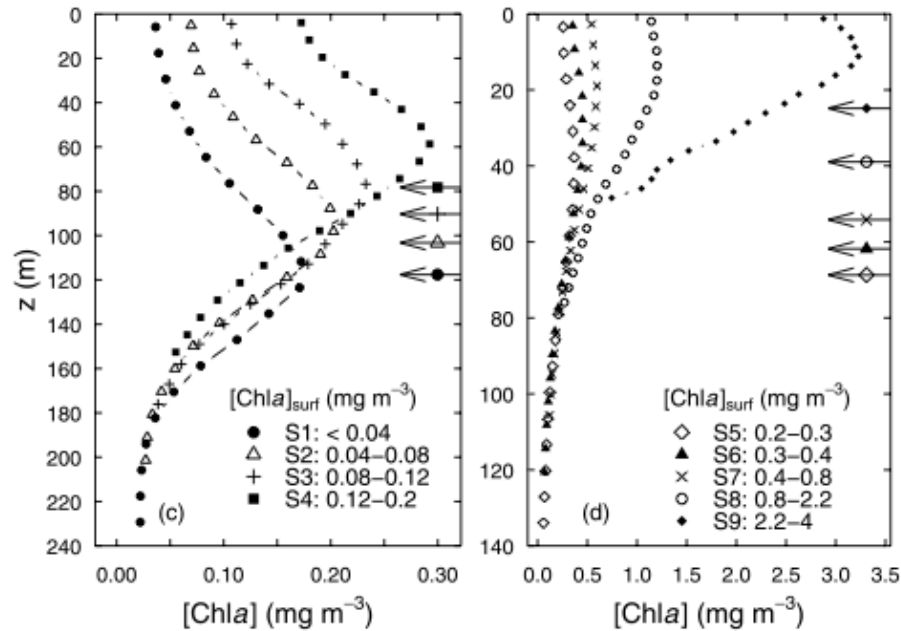 0
20
40
60
80
100
120
140
160
180
200
220
240
z (m)
[Chla]surf (mg m−3)
S1: < 0.04
S2: 0.04−0.08
S3: 0.08−0.12
S4: 0.12−0.2
(c)
0.00 0.10 0.20 0.30
[Chla] (mg m−3)
0
20
40
60
80
100
120
140
[Chla]surf (mg m−3)
S5: 0.2−0.3
S6: 0.3−0.4
S7: 0.4−0.8
S8: 0.8−2.2
S9: 2.2−4
(d)
0.0 0.5 1.0 1.5 2.0 2.5 3.0 3.5
[Chla] (mg m−3)